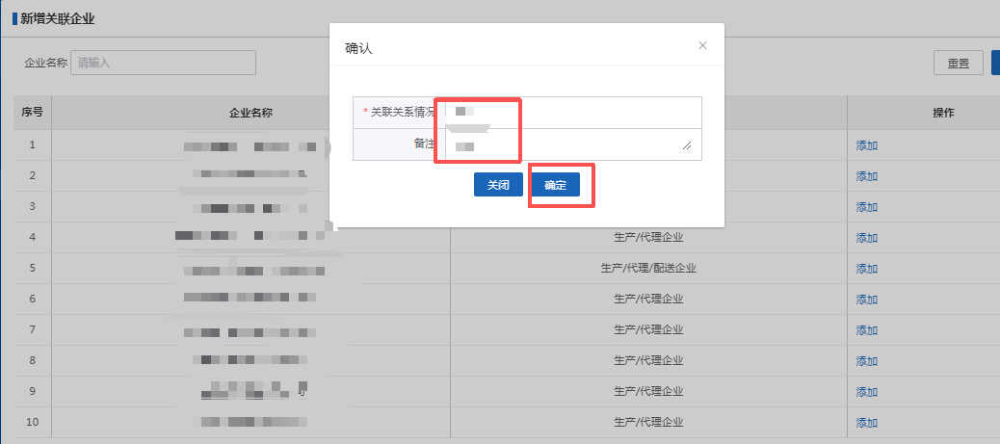 新增关联企业
确认
企业名称 请输入
重置
序号 企业名称 操作
* 关联关系情况
备注
关闭 确定
1 添加
2 添加
3 添加
4 生产/代理企业 添加
5 生产/代理/配送企业 添加
6 生产/代理企业 添加
7 生产/代理企业 添加
8 生产/代理企业 添加
9 生产/代理企业 添加
10 生产/代理企业 添加